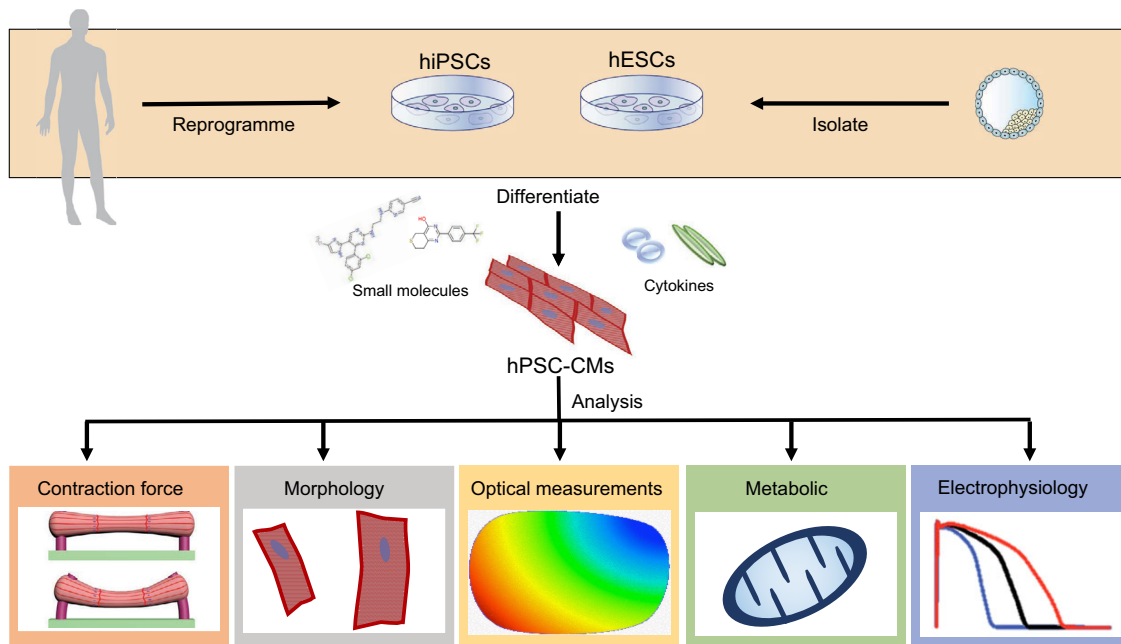 hiPSCs
hESCs
Reprogramme
Isolate
Differentiate
Small molecules
Cytokines
hPSC-CMs
Analysis
Contraction force
Morphology
Optical measurements
Metabolic
Electrophysiology